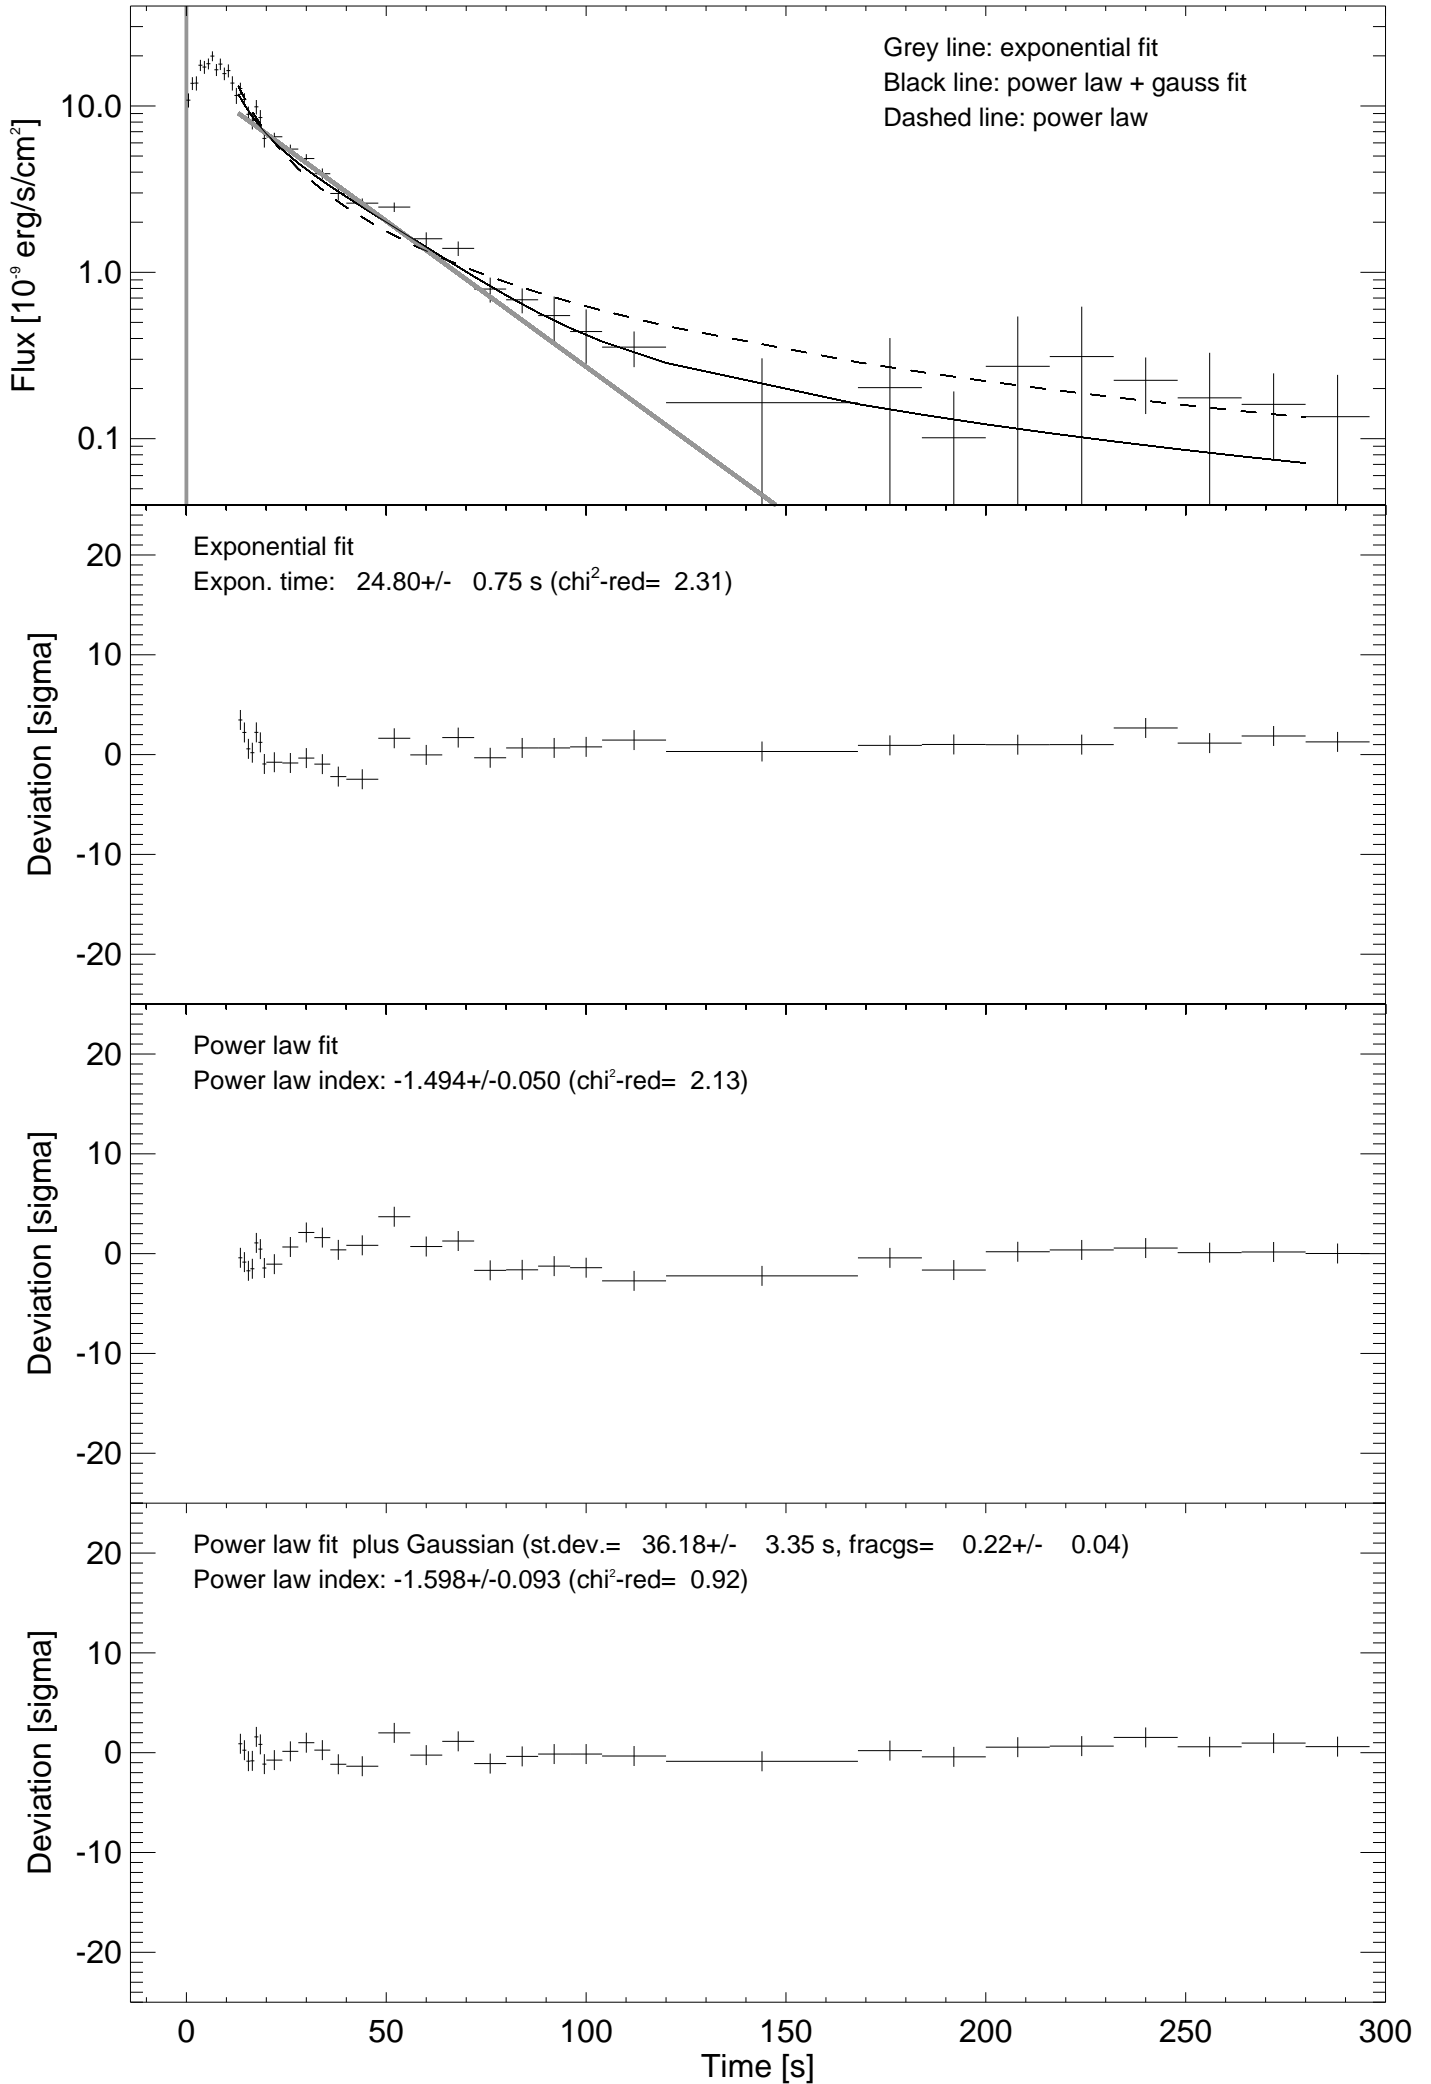 Grey line: exponential fit
Black line: power law + gauss fit
Dashed line: power law
Flux [10⁻⁹ erg/s/cm²]
10.0
1.0
0.1
Exponential fit
Expon. time: 24.80+/- 0.75 s (chi²-red= 2.31)
Deviation [sigma]
20
10
0
-10
-20
Power law fit
Power law index: -1.494+/-0.050 (chi²-red= 2.13)
Deviation [sigma]
20
10
0
-10
-20
Power law fit plus Gaussian (st.dev.= 36.18+/- 3.35 s, fracgs= 0.22+/- 0.04)
Power law index: -1.598+/-0.093 (chi²-red= 0.92)
Deviation [sigma]
20
10
0
-10
-20
0 50 100 150 200 250 300
Time [s]